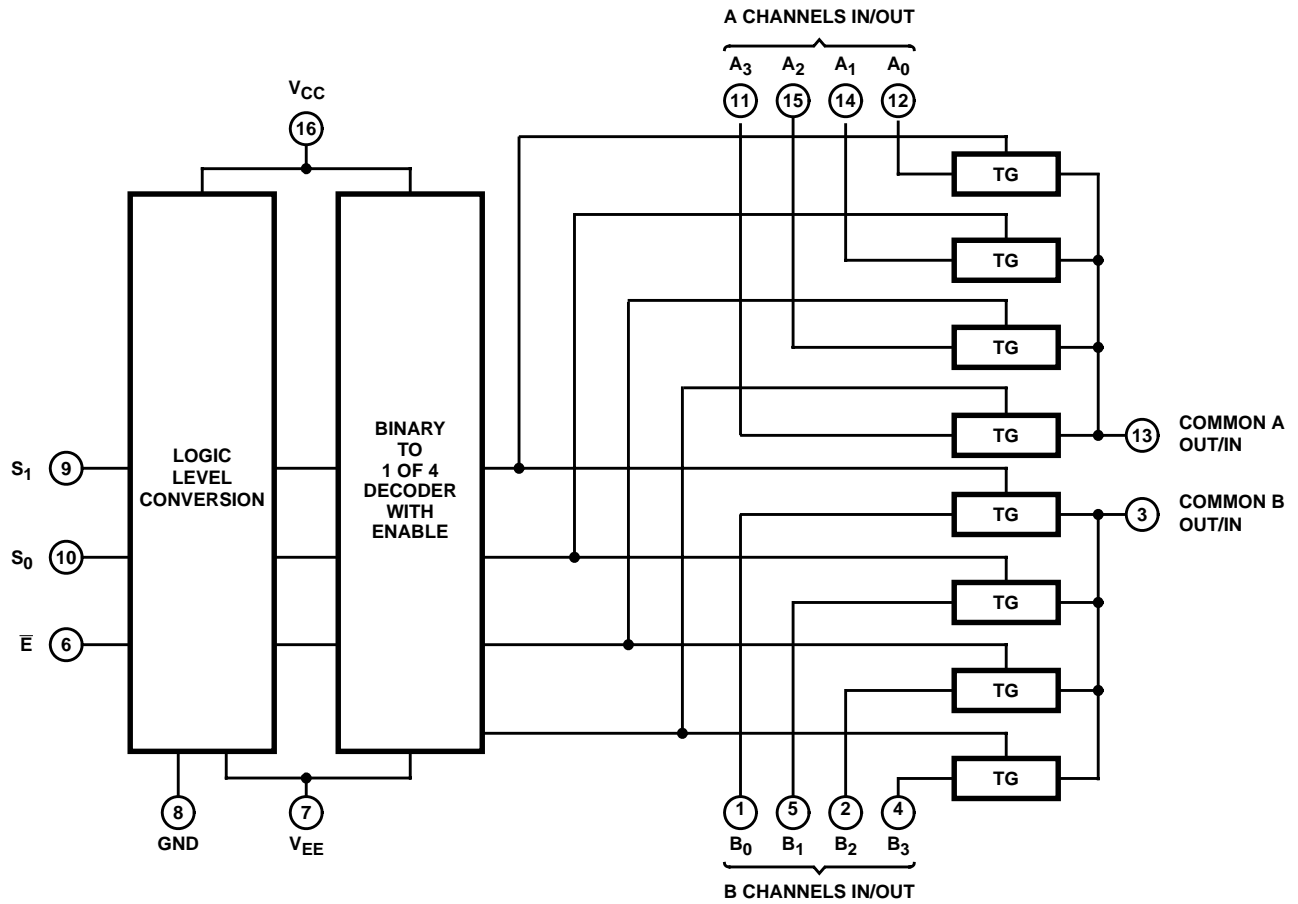 A CHANNELS IN/OUT
A3 A2 A1 A0
11 15 14 12
VCC
16
TG
TG
TG
TG
13 COMMON A
OUT/IN
LOGIC
LEVEL
CONVERSION
BINARY
TO
1 OF 4
DECODER
WITH
ENABLE
S1 9
S0 10
E̅ 6
TG
3 COMMON B
OUT/IN
TG
TG
TG
8
GND
7
VEE
1 5 2 4
B0 B1 B2 B3
B CHANNELS IN/OUT